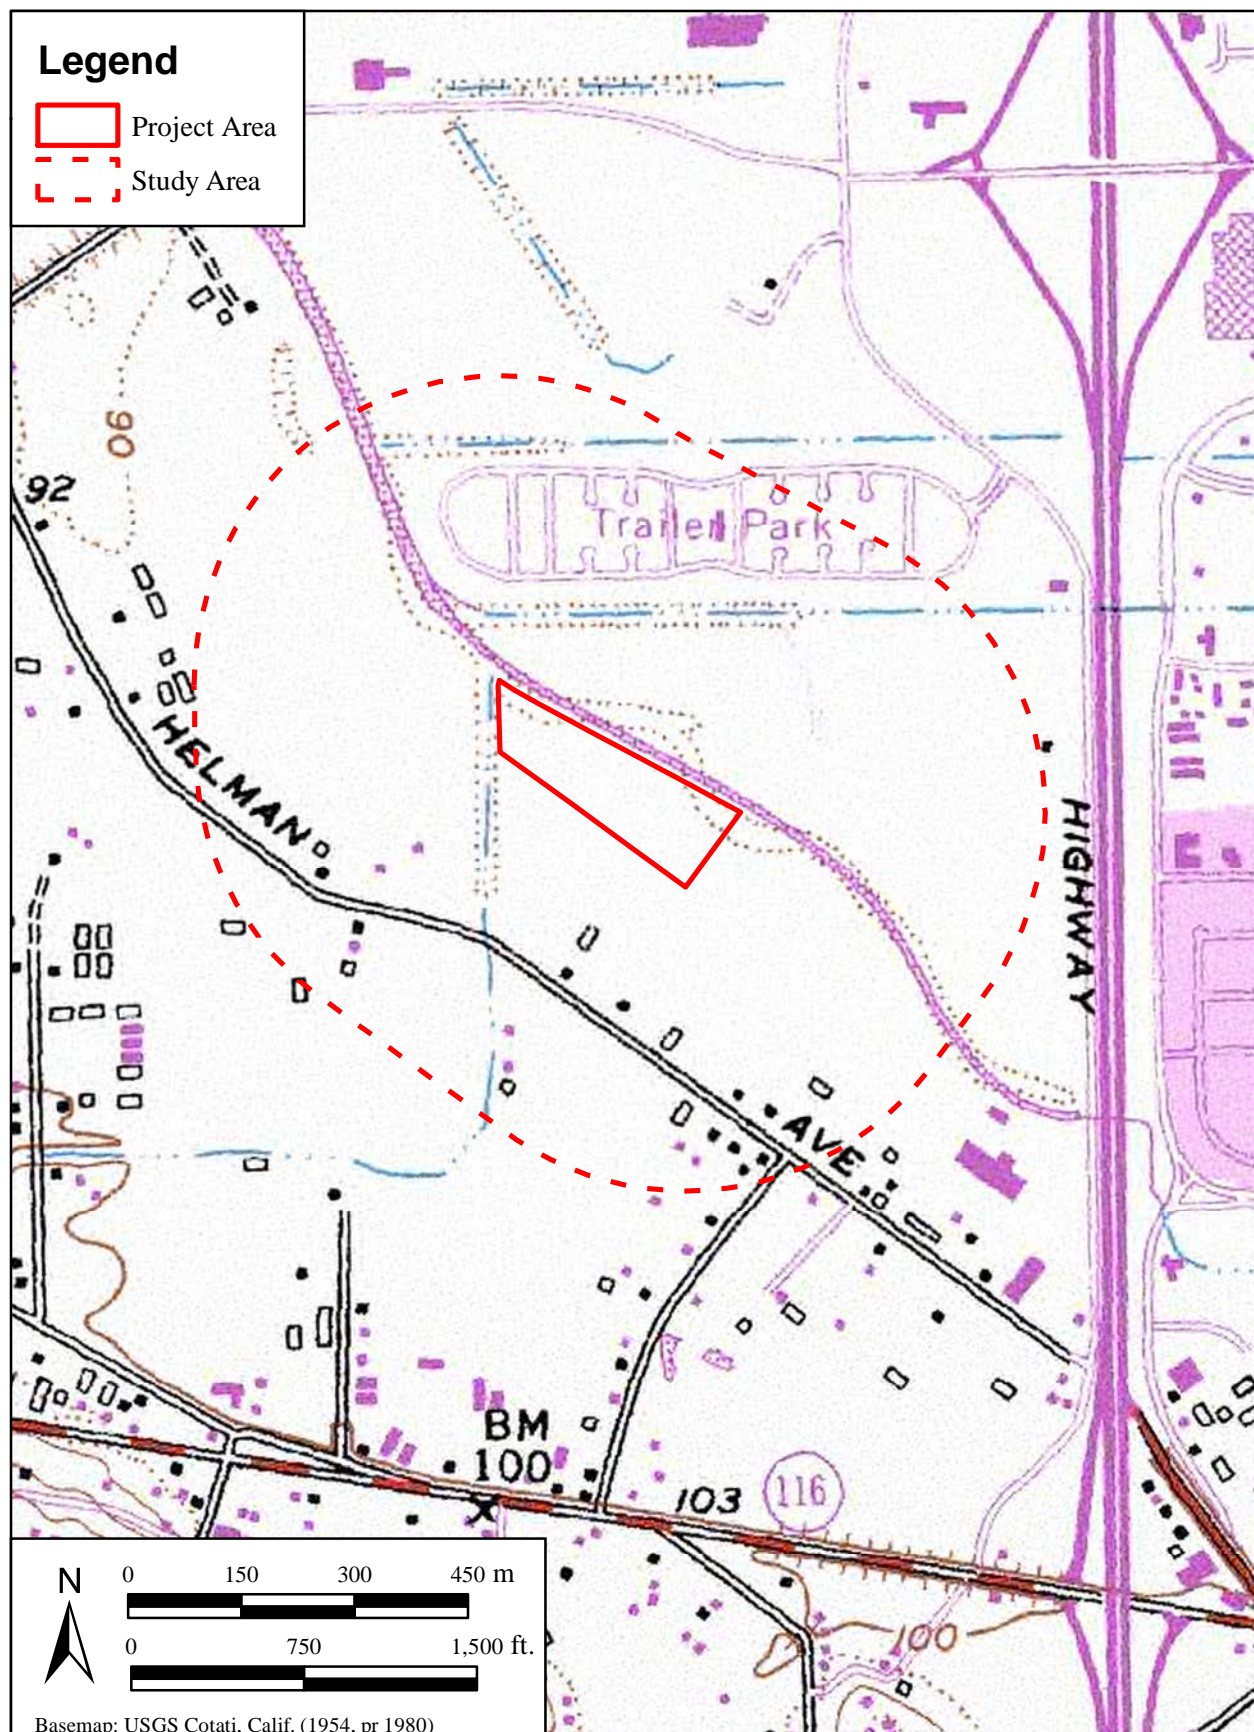 Legend
Project Area
Study Area
90
92
Trailer Park
HELMAN
HIGHWAY
AVE
BM
100
103
116
100
N
0 150 300 450 m
0 750 1,500 ft.
Basemap: USGS Cotati, Calif. (1954, pr 1980)